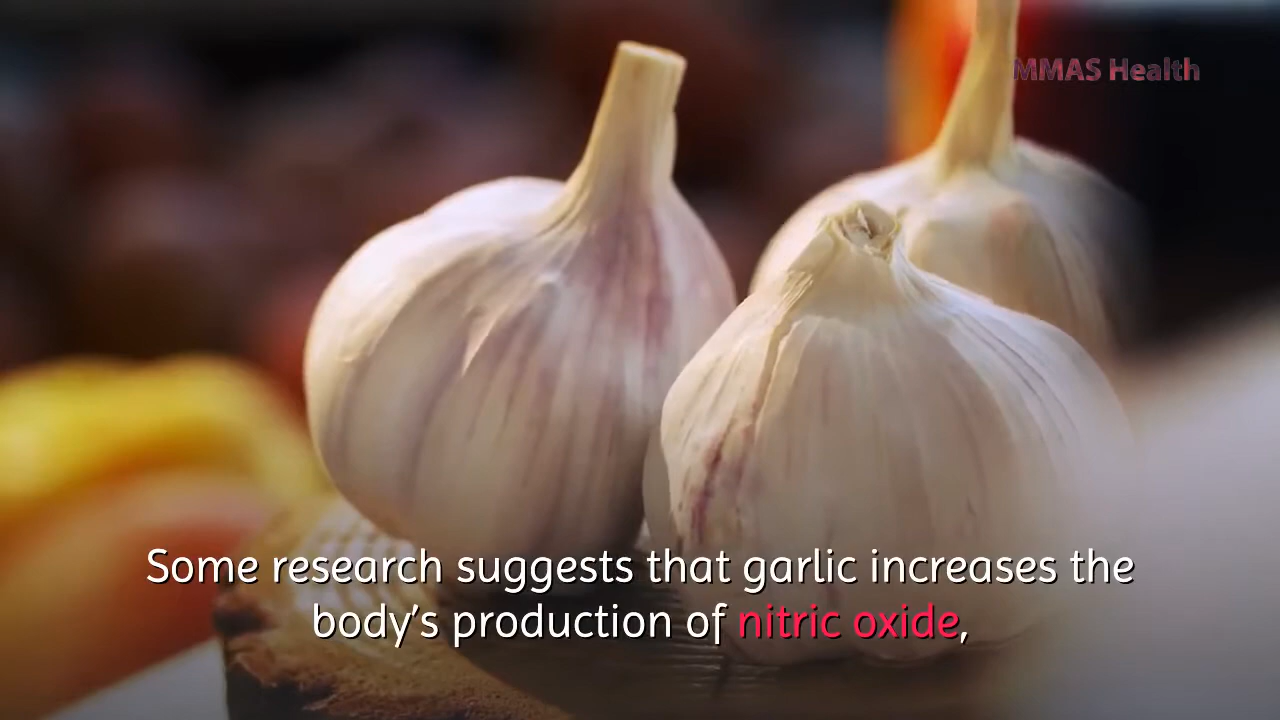 MMAS Health
Some research suggests that garlic increases the
body’s production of nitric oxide,